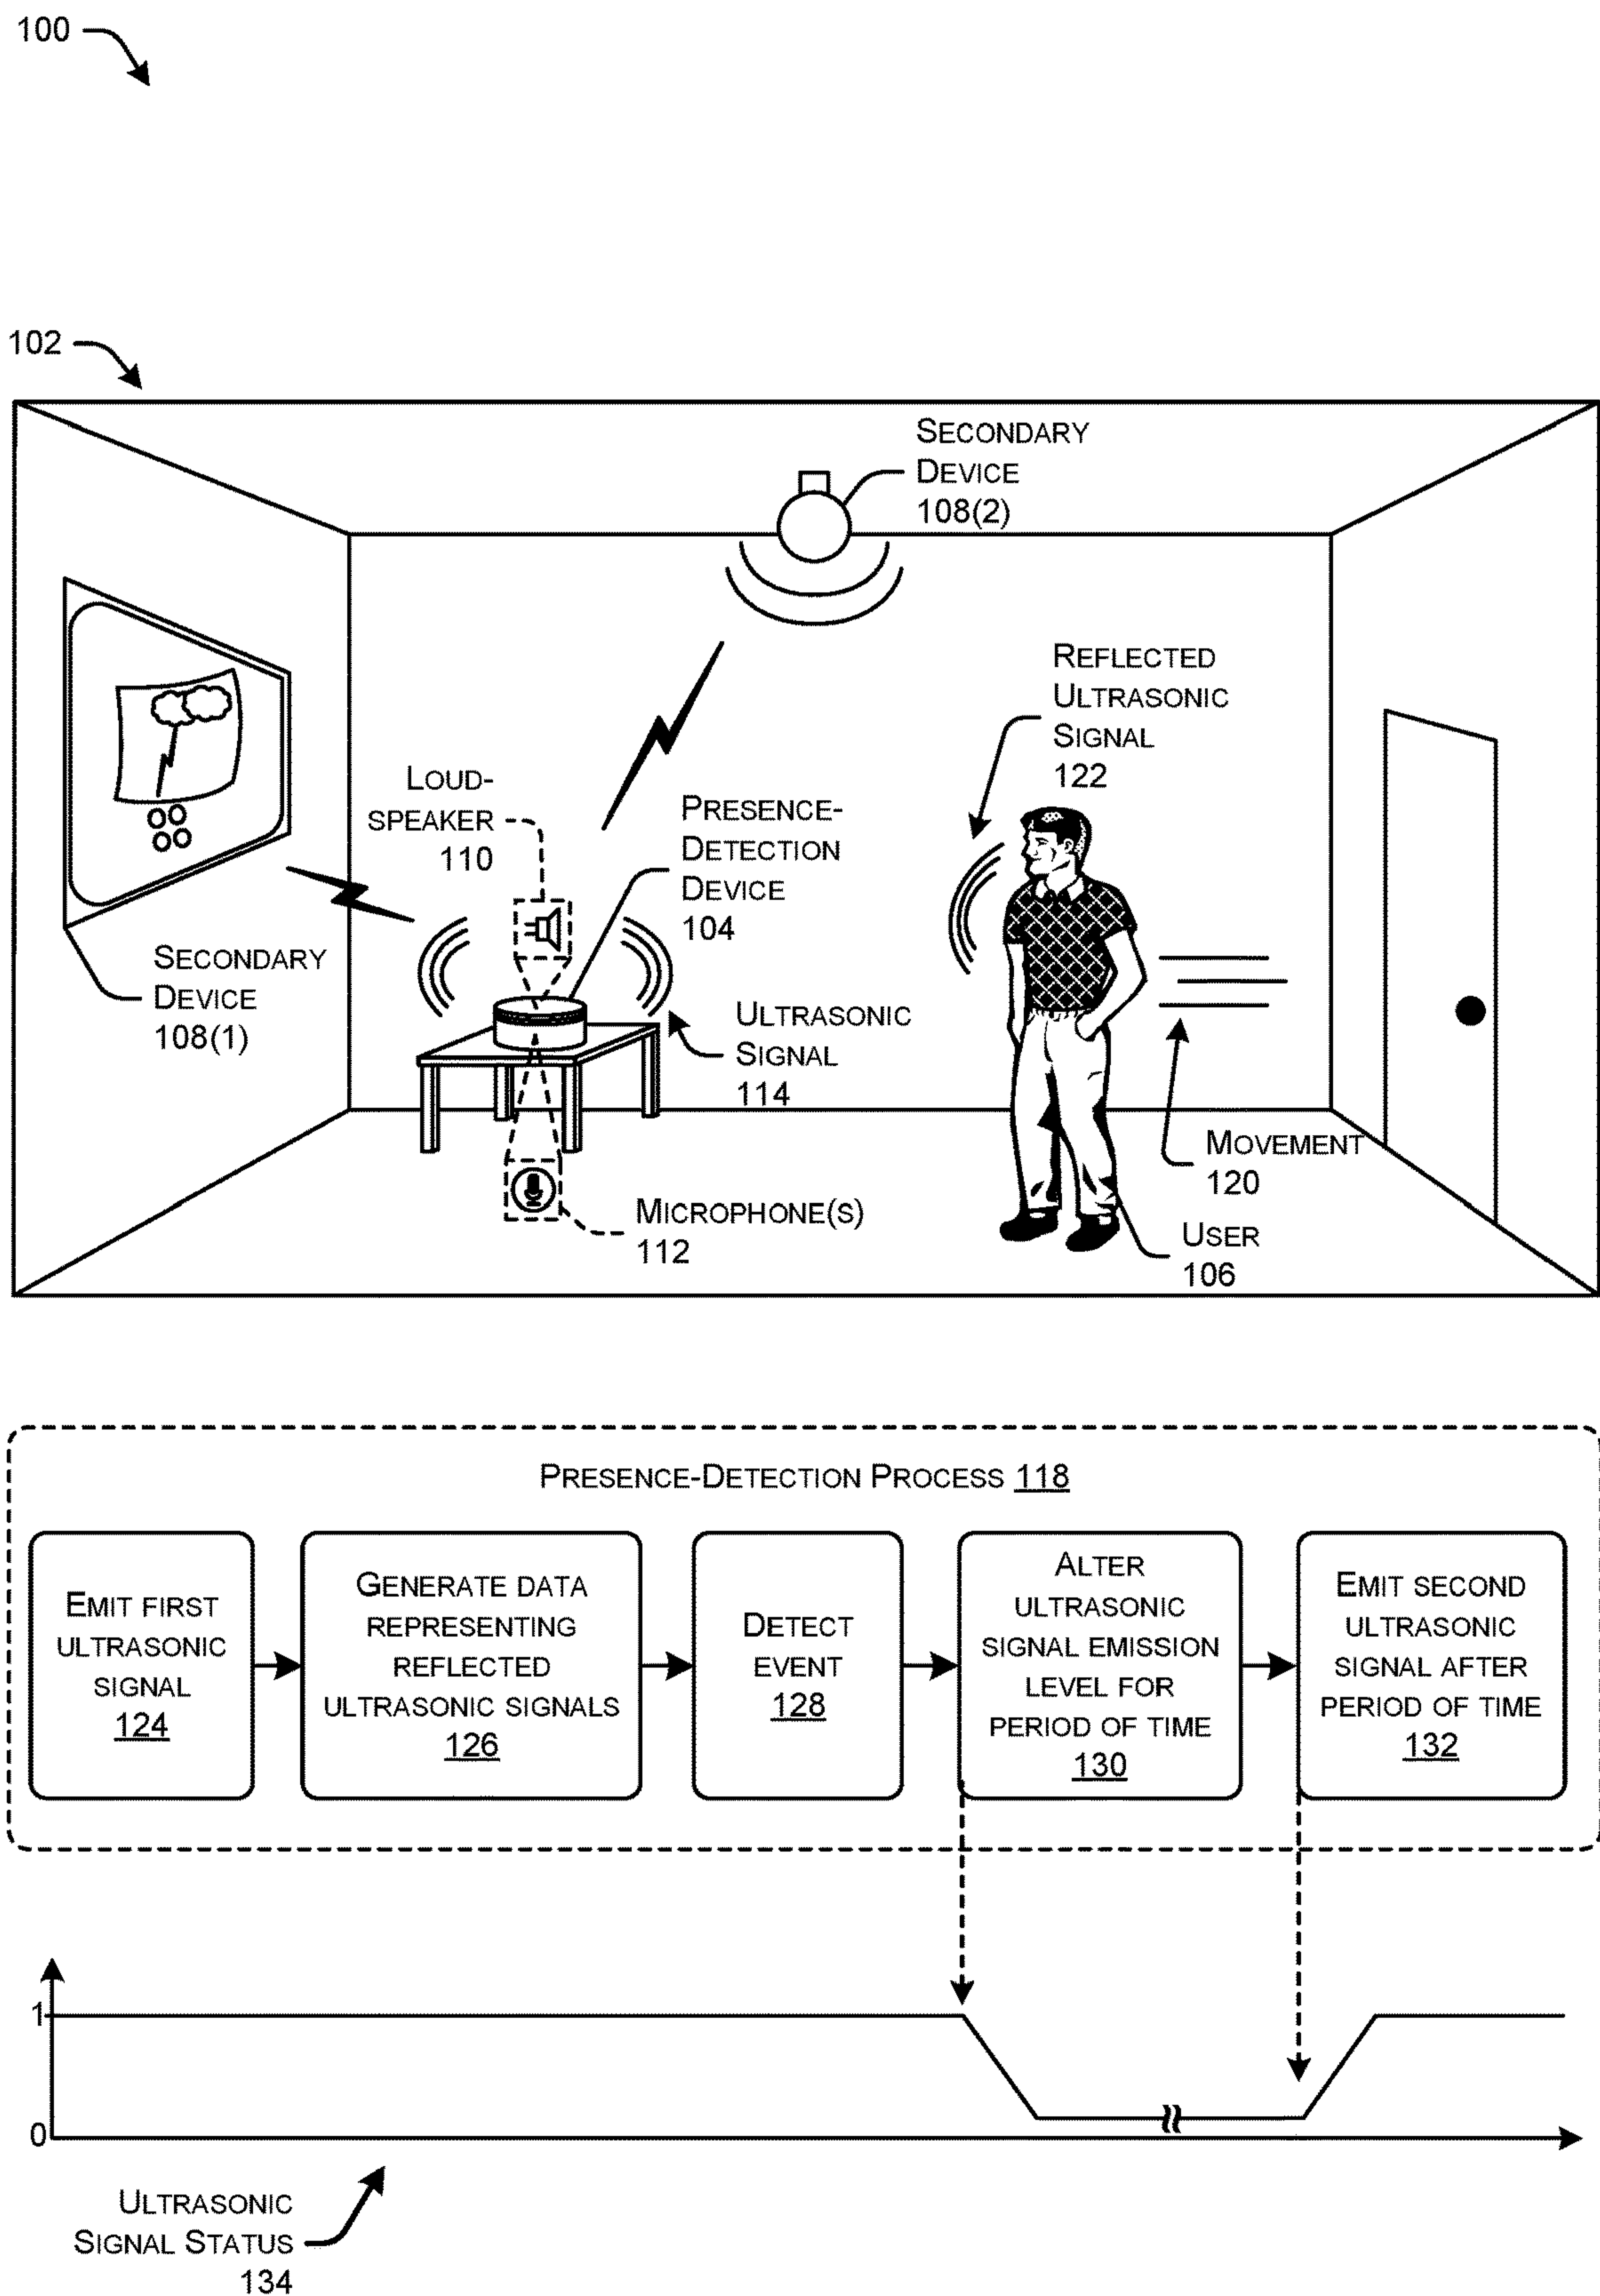 100
102
SECONDARY
DEVICE
108(2)
REFLECTED
ULTRASONIC
SIGNAL
122
LOUD-
SPEAKER
110
PRESENCE-
DETECTION
DEVICE
104
SECONDARY
DEVICE
108(1)
ULTRASONIC
SIGNAL
114
MOVEMENT
120
MICROPHONE(S)
112
USER
106
PRESENCE-DETECTION PROCESS 118
EMIT FIRST
ULTRASONIC
SIGNAL
124
GENERATE DATA
REPRESENTING
REFLECTED
ULTRASONIC SIGNALS
126
DETECT
EVENT
128
ALTER
ULTRASONIC
SIGNAL EMISSION
LEVEL FOR
PERIOD OF TIME
130
EMIT SECOND
ULTRASONIC
SIGNAL AFTER
PERIOD OF TIME
132
1
0
ULTRASONIC
SIGNAL STATUS
134